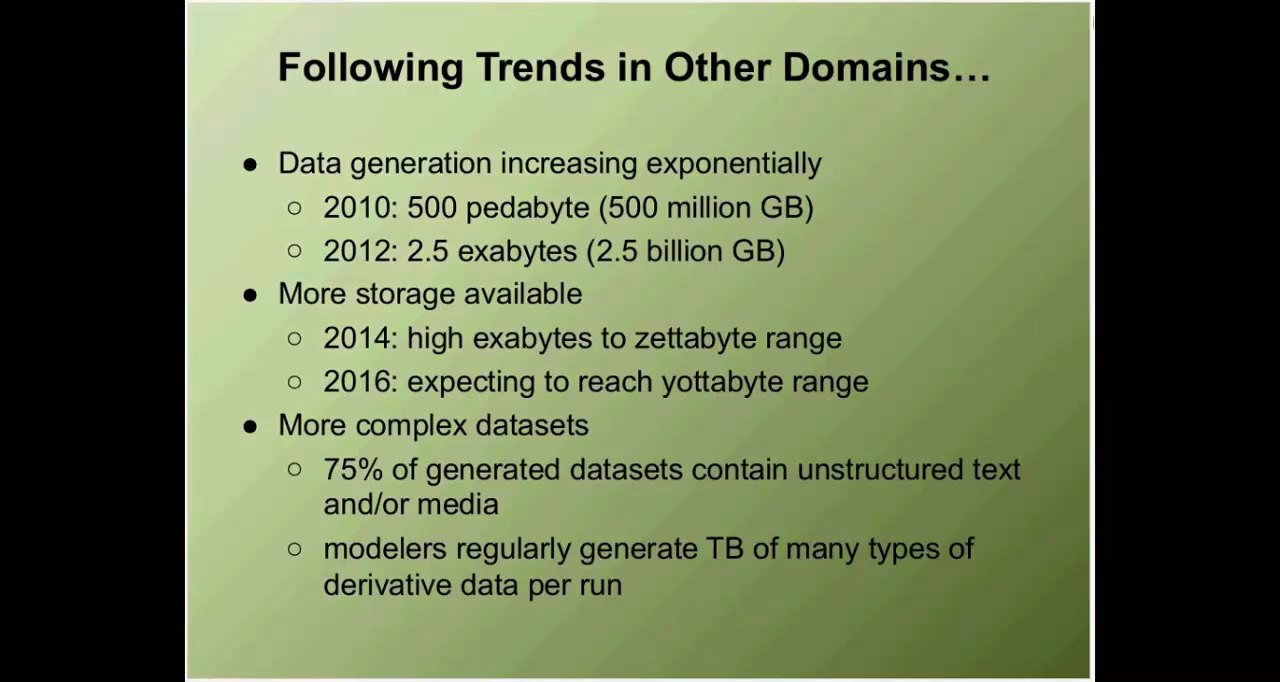 Following Trends in Other Domains…
● Data generation increasing exponentially
○ 2010: 500 pedabyte (500 million GB)
○ 2012: 2.5 exabytes (2.5 billion GB)
● More storage available
○ 2014: high exabytes to zettabyte range
○ 2016: expecting to reach yottabyte range
● More complex datasets
○ 75% of generated datasets contain unstructured text
and/or media
○ modelers regularly generate TB of many types of
derivative data per run